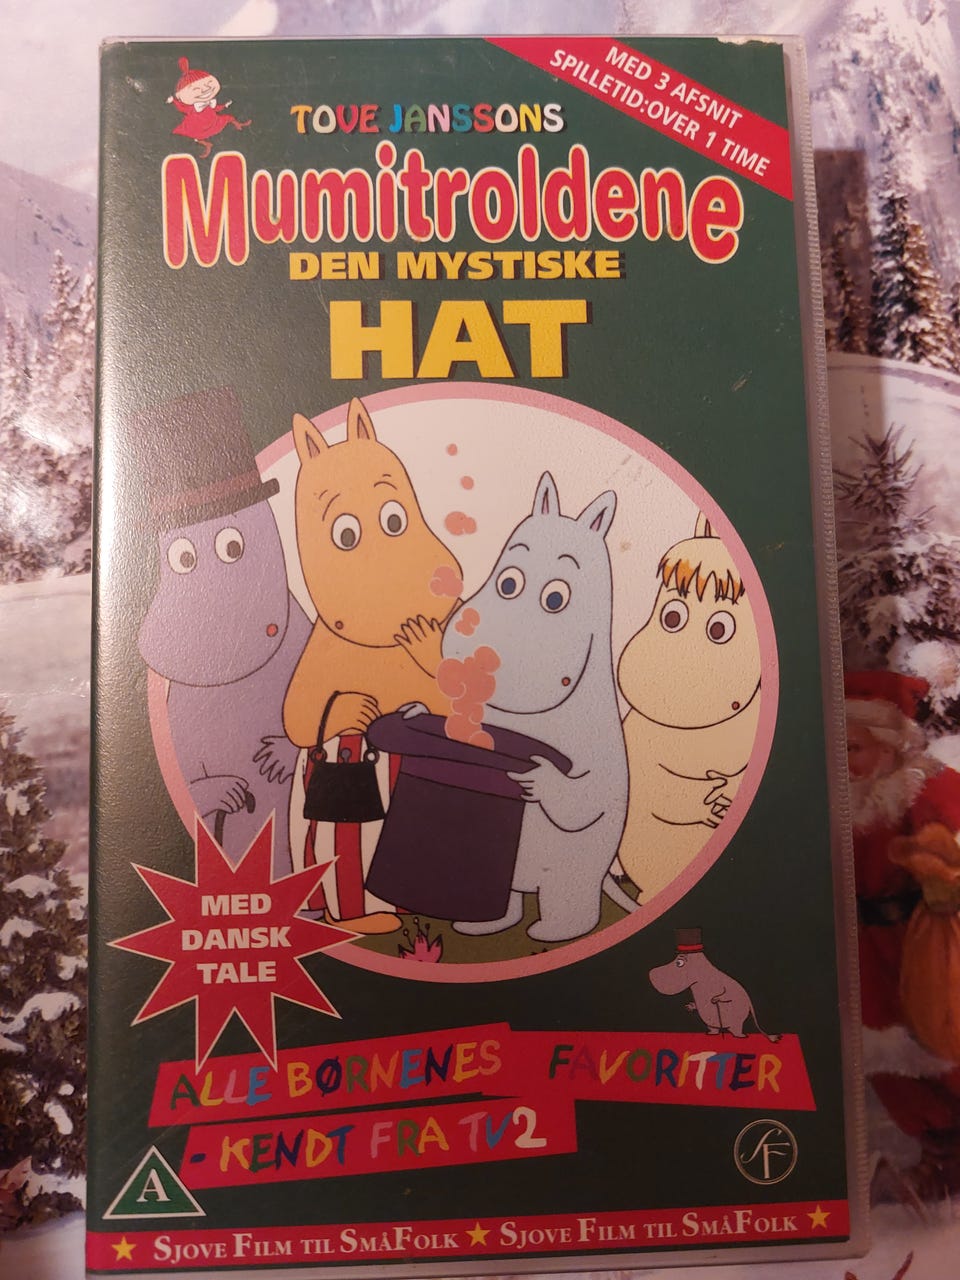 MED 3 AFSNIT
SPILLETID:OVER 1 TIME
TOVE JANSSONS
Mumitroldene
DEN MYSTISKE
HAT
MED
DANSK
TALE
ALLE BØRNENES FAVORITTER
- KENDT FRA TV2
A
SF
SJOVE FILM TIL SMÅFOLK ★ SJOVE FILM TIL SMÅFOLK